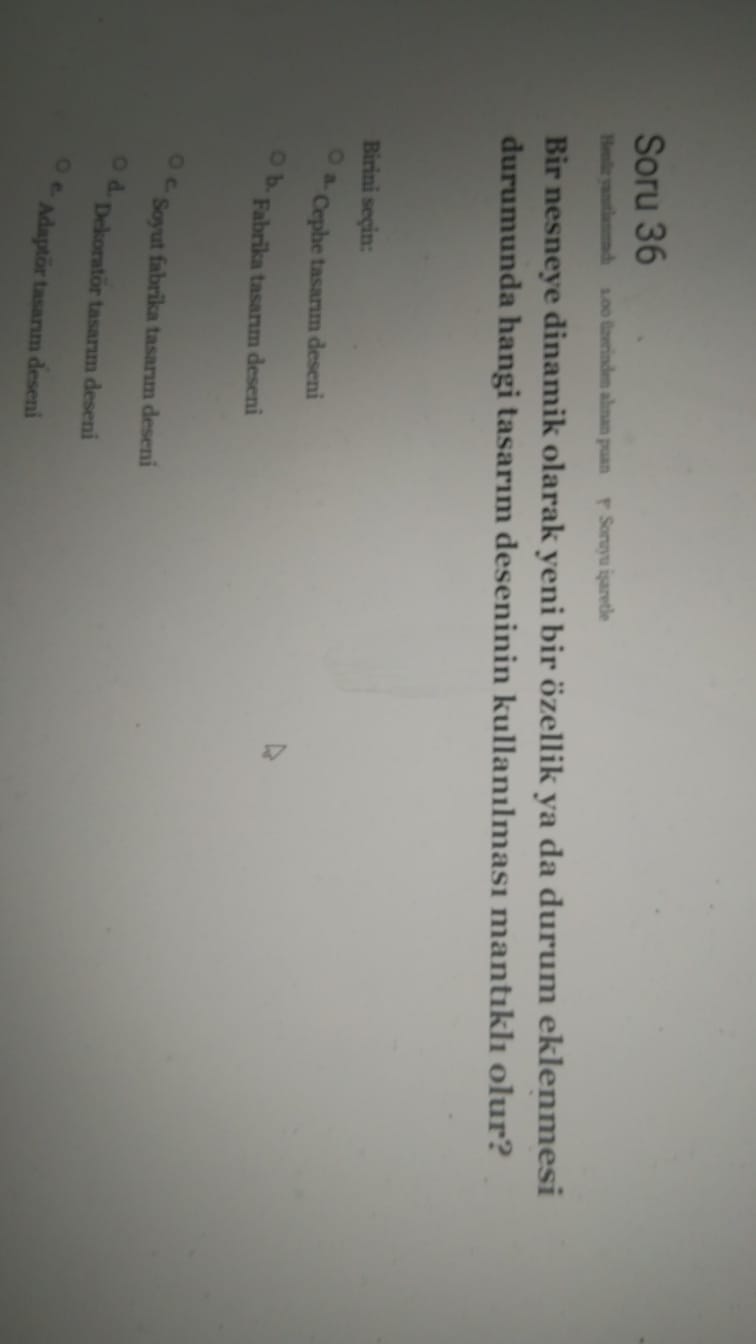 Soru 36
Henüz yanıtlanmadı 1.00 üzerinden alınan puan Soruyu işaretle
Bir nesneye dinamik olarak yeni bir özellik ya da durum eklenmesi
durumunda hangi tasarım deseninin kullanılması mantıklı olur?
Birini seçin:
a. Cephe tasarım deseni
b. Fabrika tasarım deseni
c. Soyut fabrika tasarım deseni
d. Dekoratör tasarım deseni
e. Adaptör tasarım deseni